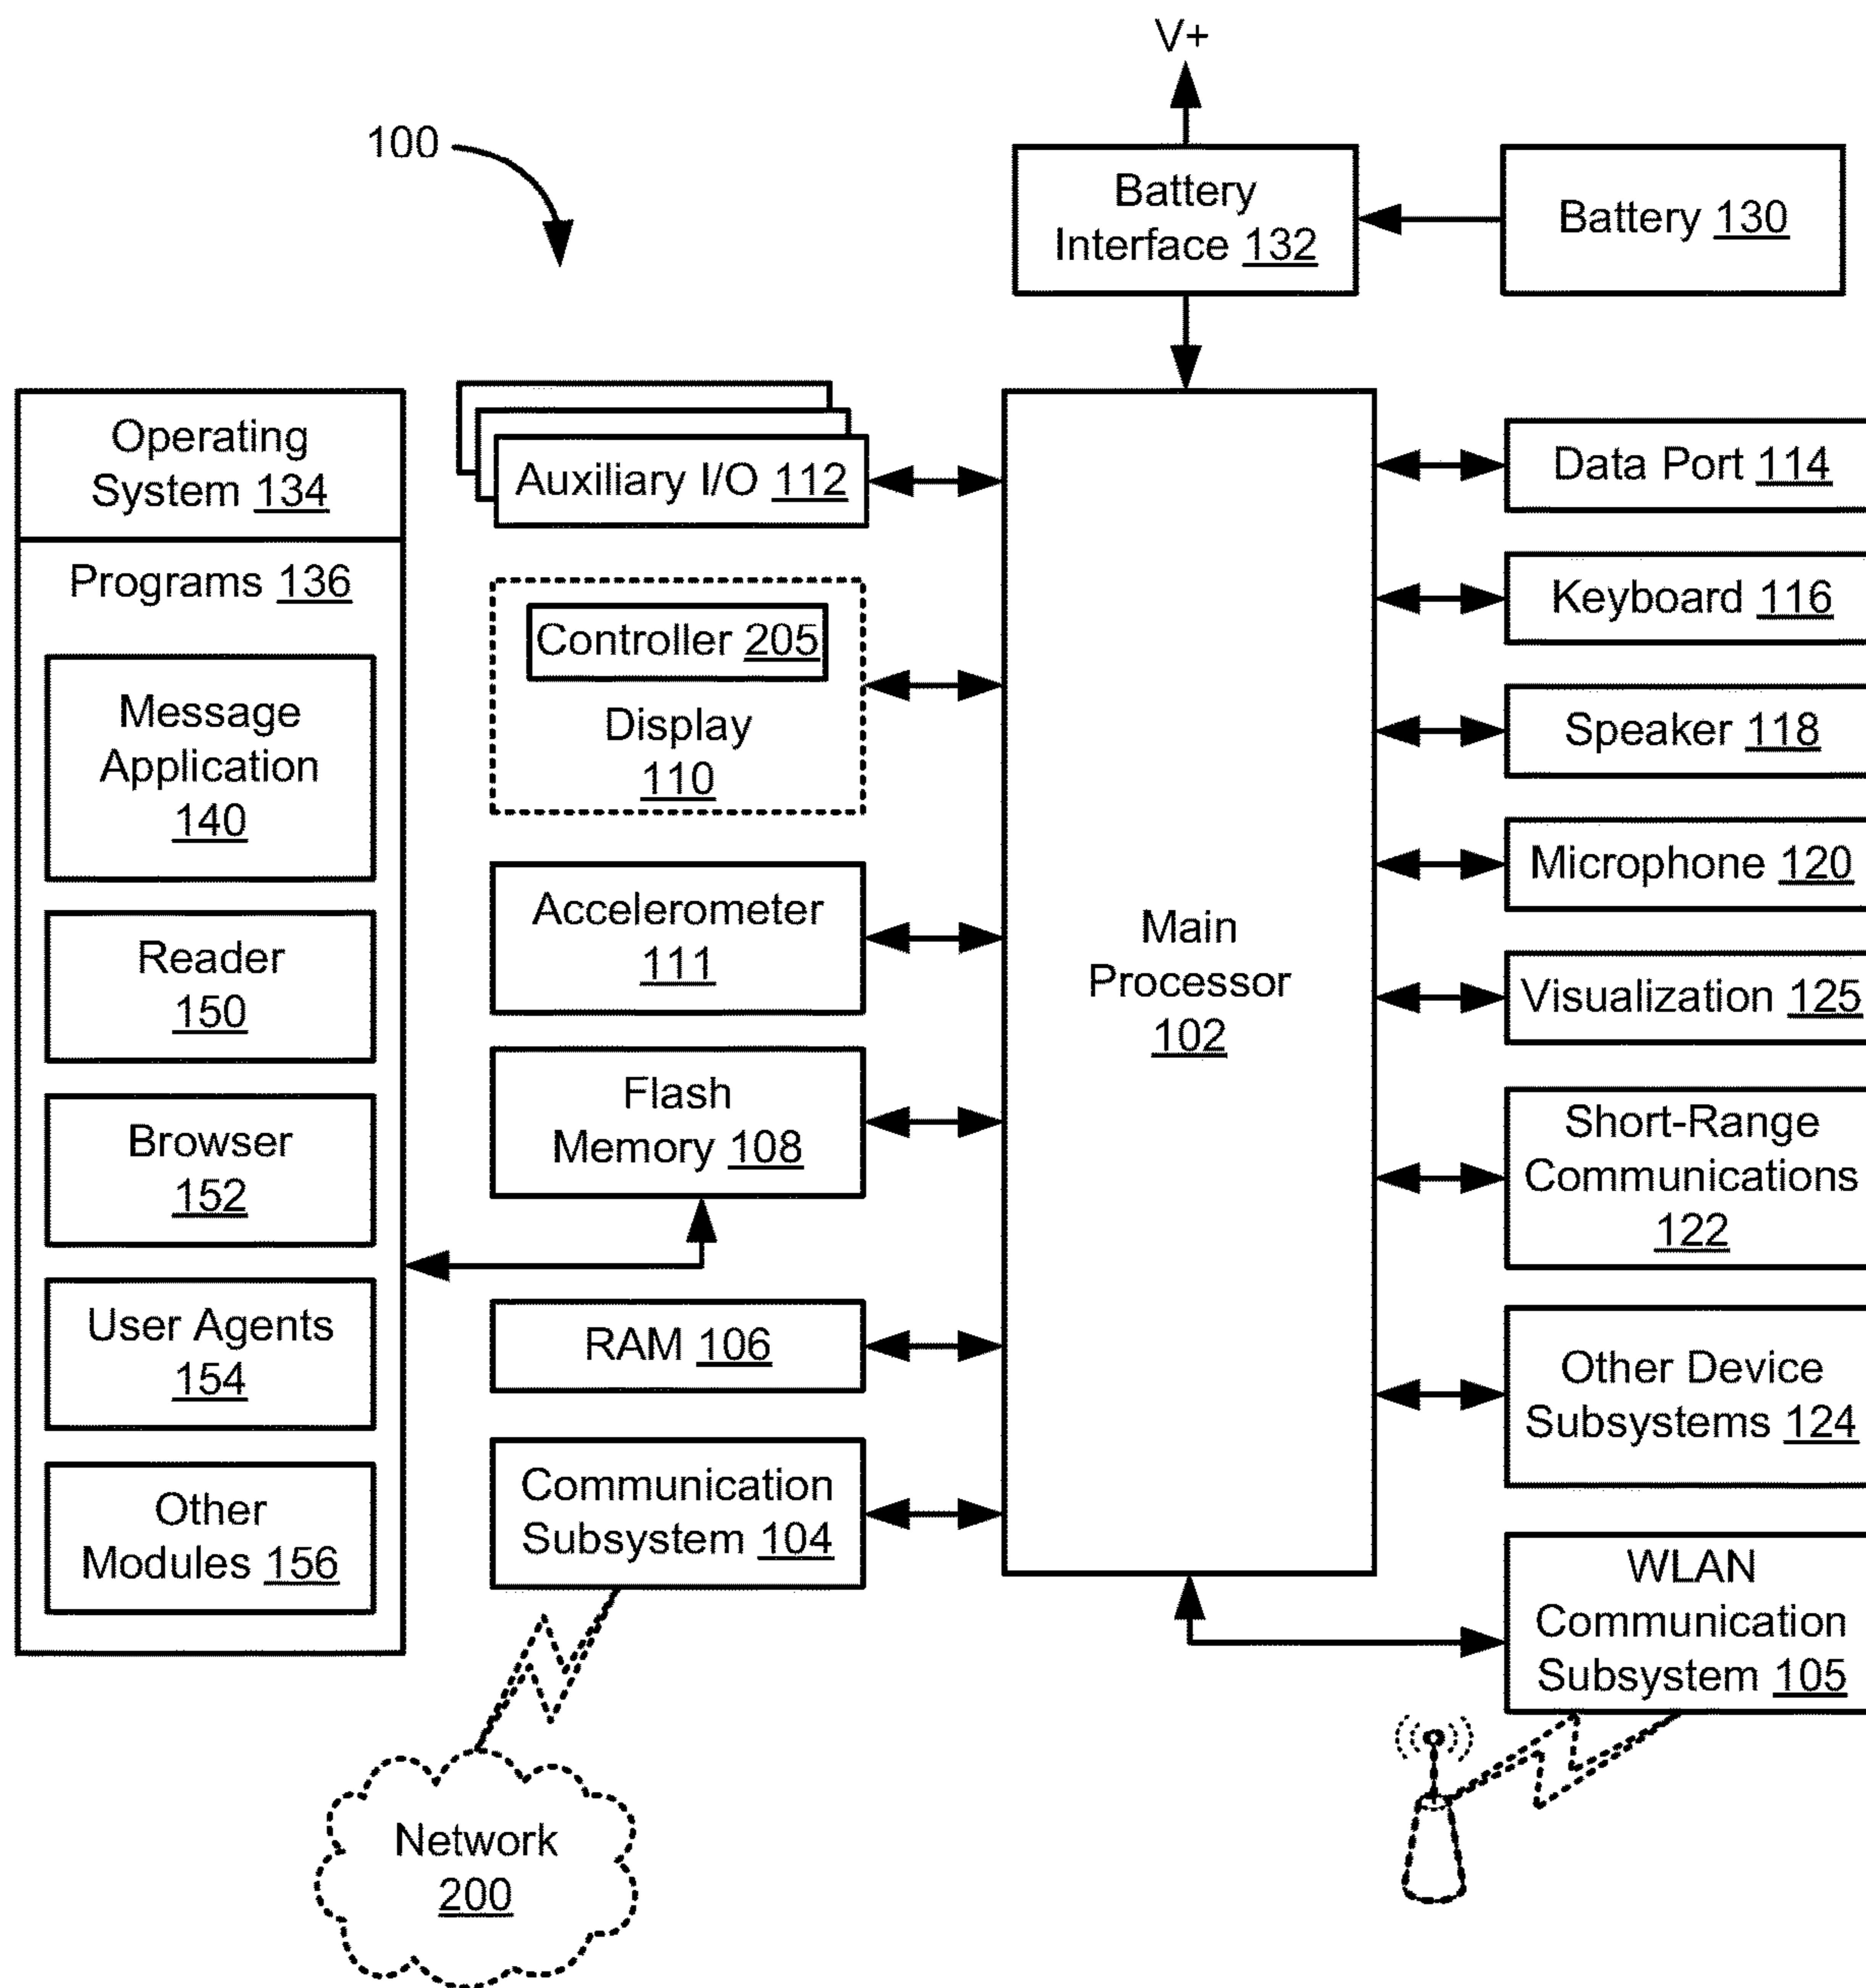 V+
100
Battery
Interface 132
Battery 130
Operating
System 134
Programs 136
Message
Application
140
Reader
150
Browser
152
User Agents
154
Other
Modules 156
Auxiliary I/O 112
Controller 205
Display
110
Accelerometer
111
Flash
Memory 108
RAM 106
Communication
Subsystem 104
Network
200
Main
Processor
102
Data Port 114
Keyboard 116
Speaker 118
Microphone 120
Visualization 125
Short-Range
Communications
122
Other Device
Subsystems 124
WLAN
Communication
Subsystem 105